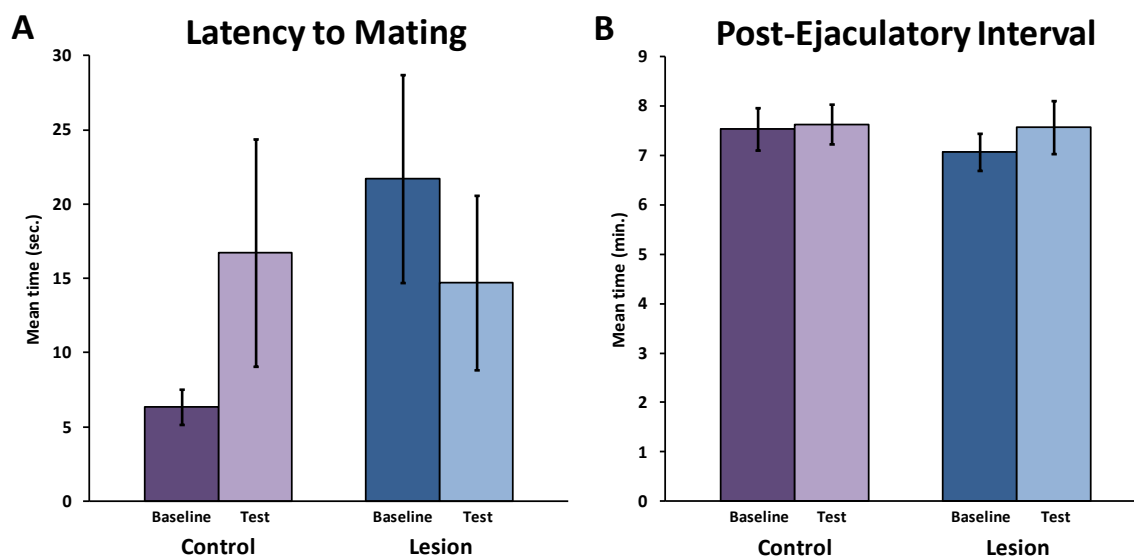 A
Latency to Mating
Mean time (sec.)
30
25
20
15
10
5
0
Baseline Test Baseline Test
Control Lesion
B
Post-Ejaculatory Interval
Mean time (min.)
9
8
7
6
5
4
3
2
1
0
Baseline Test Baseline Test
Control Lesion